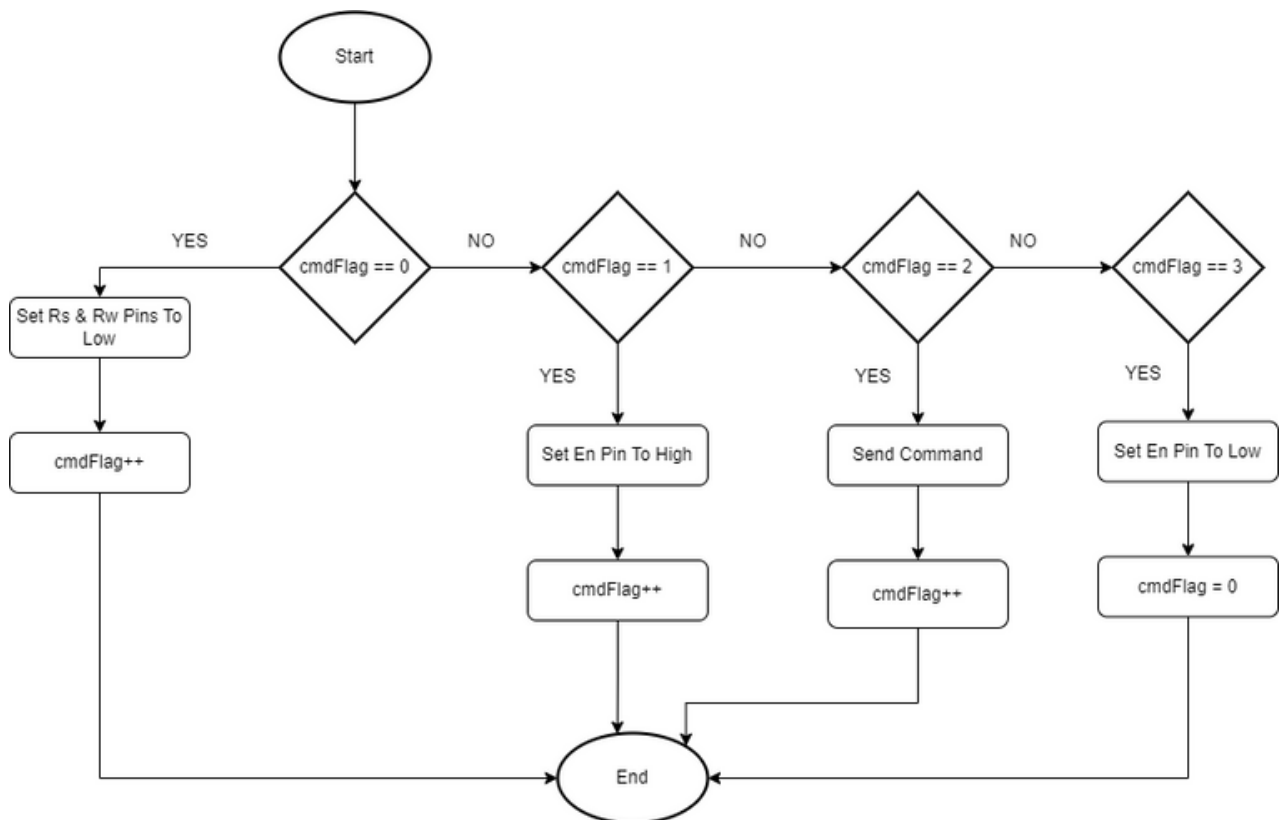 Start
YES
cmdFlag == 0
NO
cmdFlag == 1
NO
cmdFlag == 2
NO
cmdFlag == 3
Set Rs & Rw Pins To
Low
YES
YES
YES
cmdFlag++
Set En Pin To High
Send Command
Set En Pin To Low
cmdFlag++
cmdFlag++
cmdFlag = 0
End